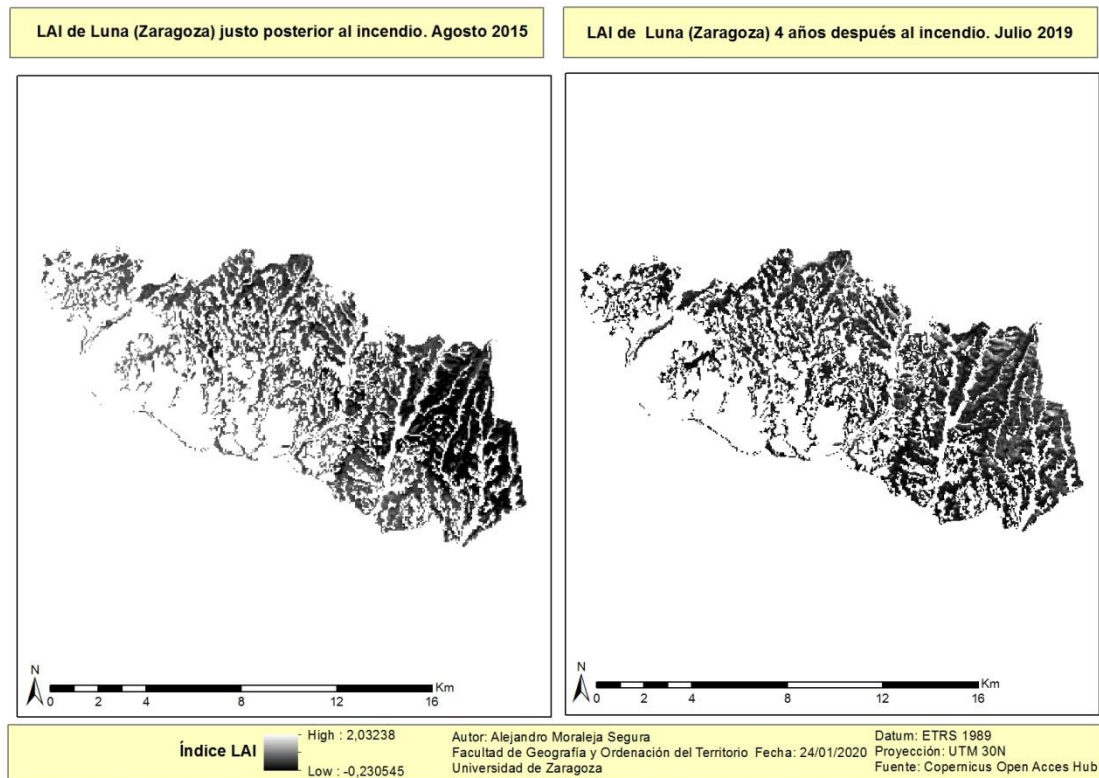 LAI de Luna (Zaragoza) justo posterior al incendio. Agosto 2015
LAI de Luna (Zaragoza) 4 años después al incendio. Julio 2019
N
Km
0 4 8 12 16
N
Km
0 4 8 12 16
Índice LAI
High : 2,03238
Low : -0,230545
Autor: Alejandro Moraleja Segura
Facultad de Geografía y Ordenación del Territorio Fecha: 24/01/2020
Universidad de Zaragoza
Datum: ETRS 1989
Proyección: UTM 30N
Fuente: Copernicus Open Acces Hub